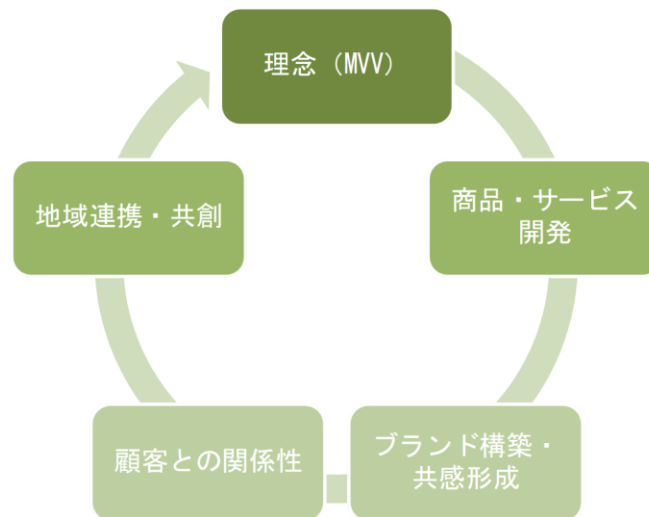 理念（MVV）
商品・サービス
開発
ブランド構築・
共感形成
顧客との関係性
地域連携・共創